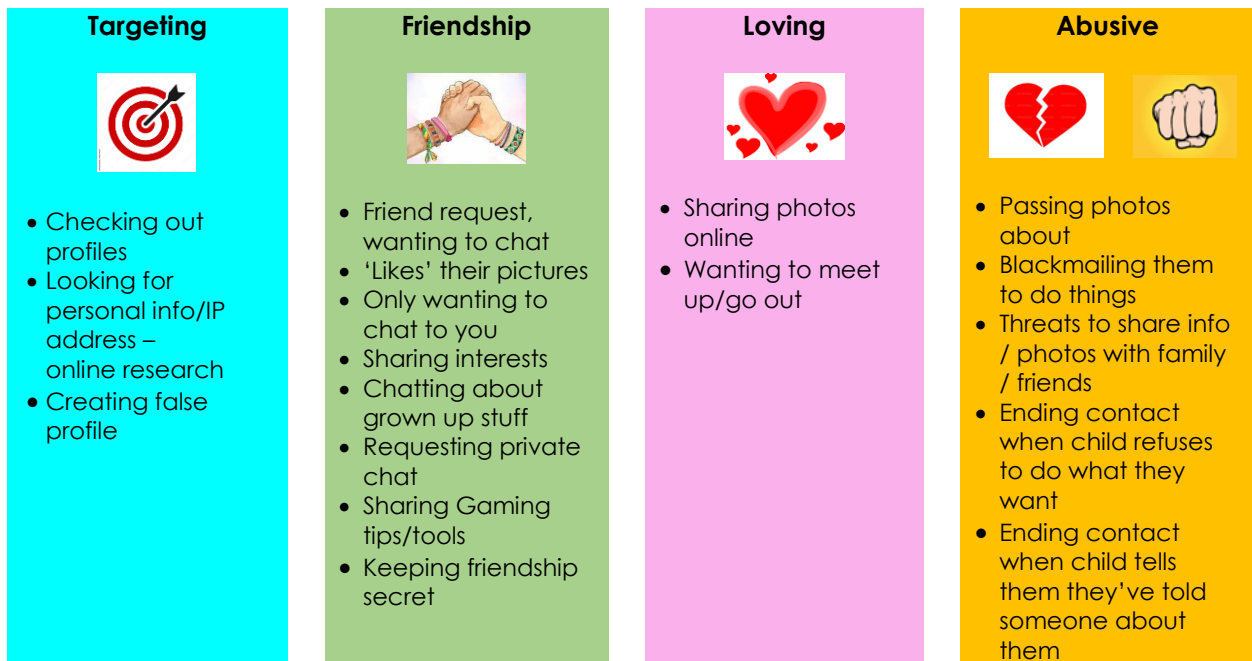 Targeting
• Checking out
profiles
• Looking for
personal info/IP
address –
online research
• Creating false
profile
Friendship
• Friend request,
wanting to chat
• ‘Likes’ their pictures
• Only wanting to
chat to you
• Sharing interests
• Chatting about
grown up stuff
• Requesting private
chat
• Sharing Gaming
tips/tools
• Keeping friendship
secret
Loving
• Sharing photos
online
• Wanting to meet
up/go out
Abusive
• Passing photos
about
• Blackmailing them
to do things
• Threats to share info
/ photos with family
/ friends
• Ending contact
when child refuses
to do what they
want
• Ending contact
when child tells
them they’ve told
someone about
them